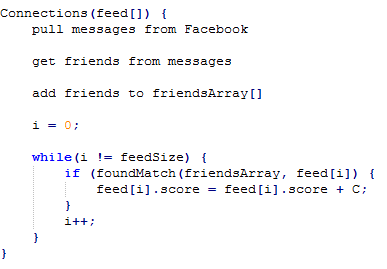 Connections(feed[]) {
pull messages from Facebook
get friends from messages
add friends to friendsArray[]
i = 0;
while(i != feedSize) {
if (foundMatch(friendsArray, feed[i]) {
feed[i].score = feed[i].score + C;
}
i++;
}
}